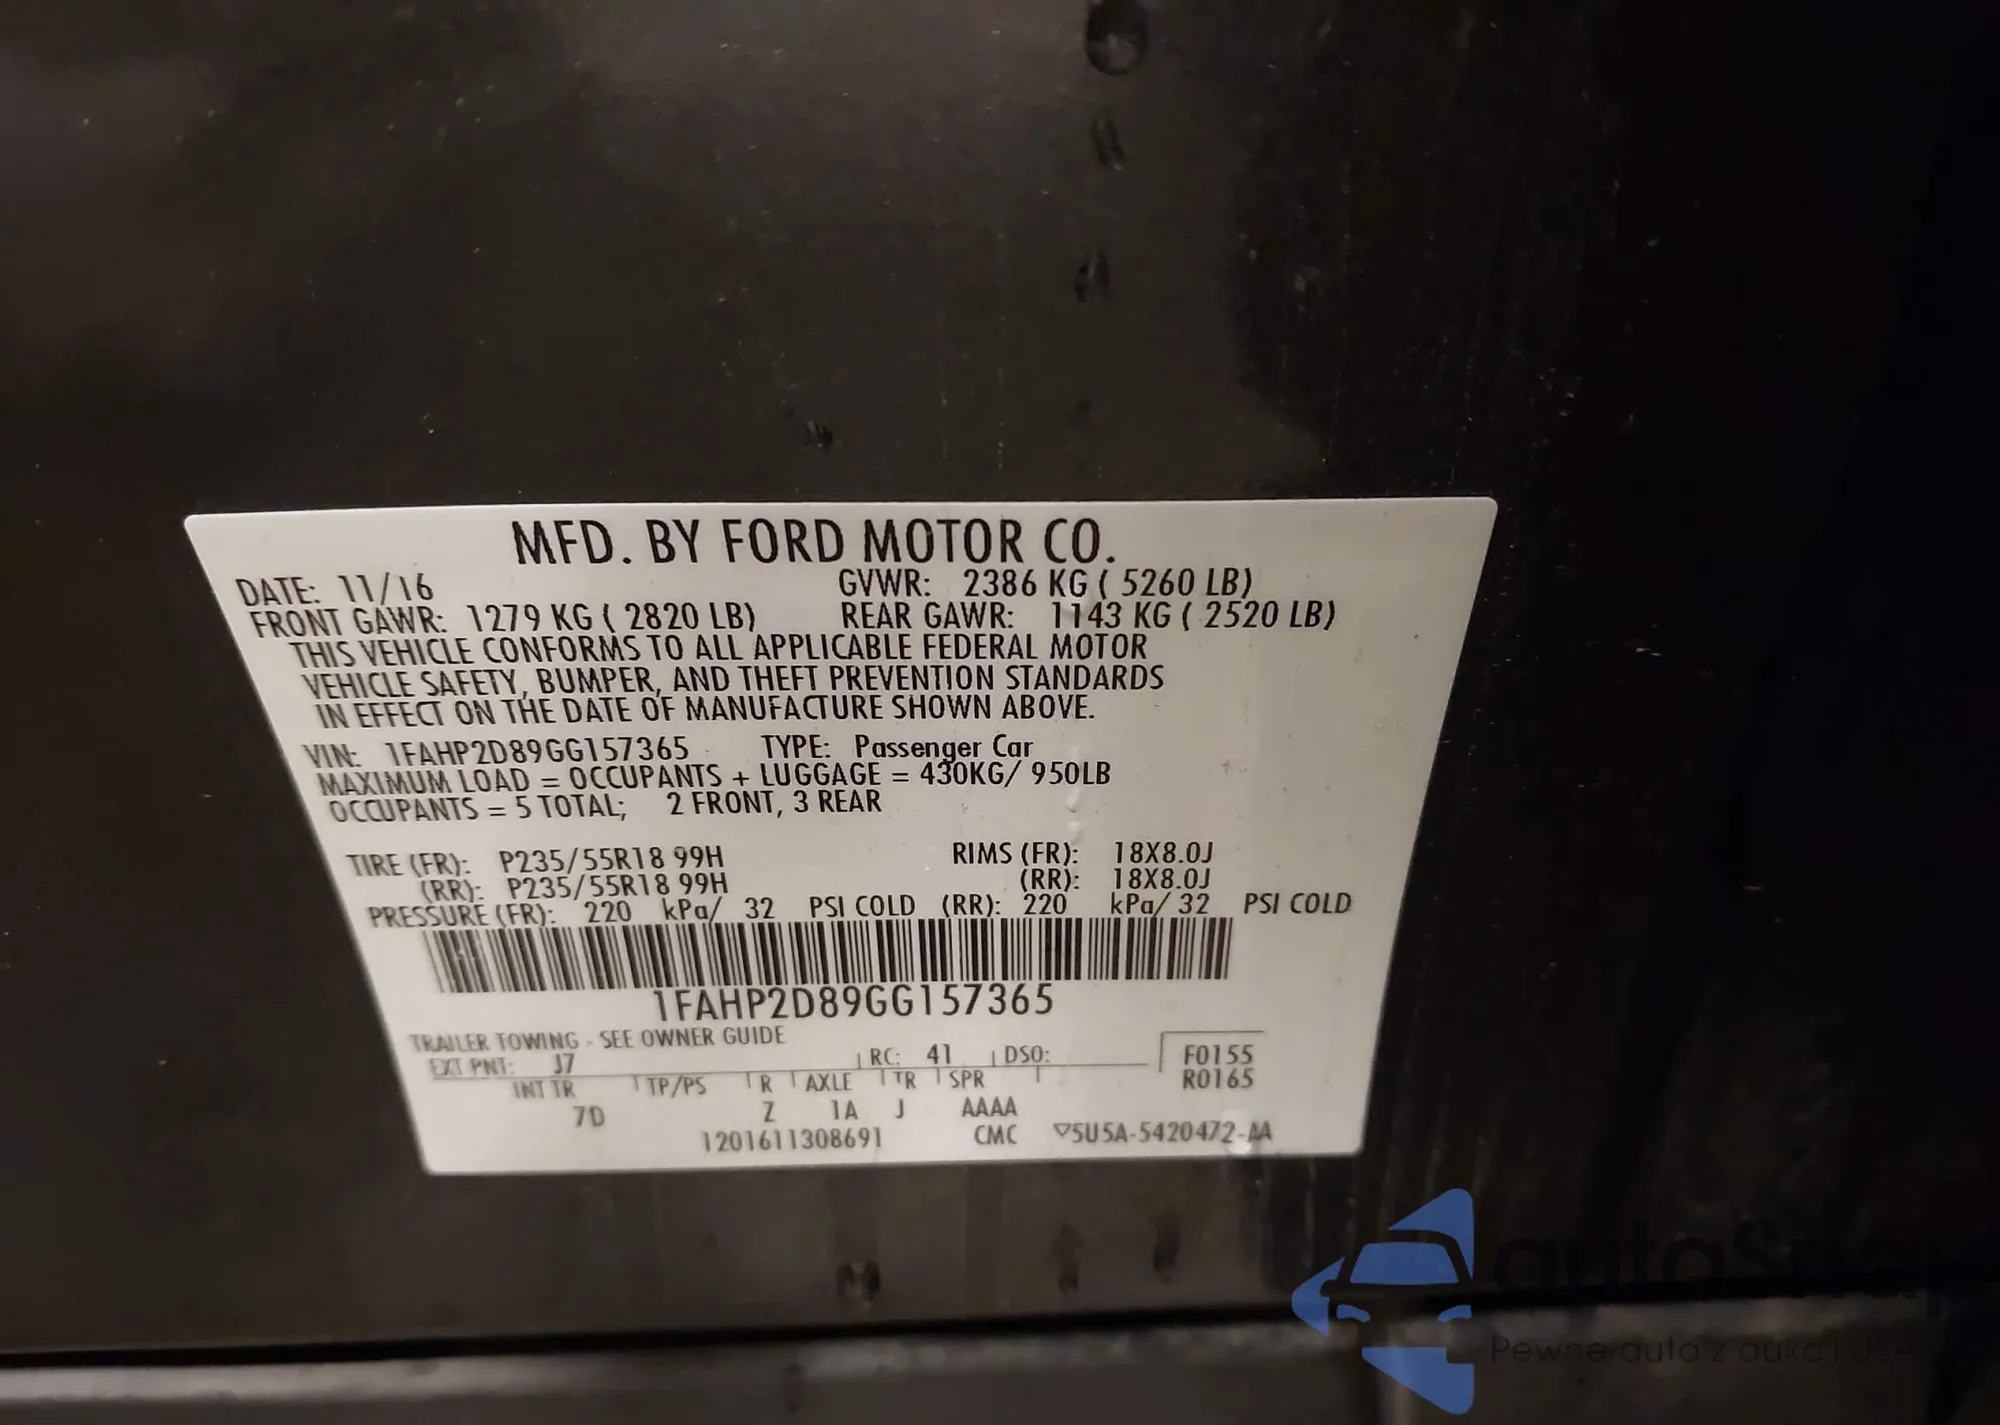 MFD. BY FORD MOTOR CO.
DATE: 11/16 GVWR: 2386 KG ( 5260 LB)
FRONT GAWR: 1279 KG ( 2820 LB) REAR GAWR: 1143 KG ( 2520 LB)
THIS VEHICLE CONFORMS TO ALL APPLICABLE FEDERAL MOTOR
VEHICLE SAFETY, BUMPER, AND THEFT PREVENTION STANDARDS
IN EFFECT ON THE DATE OF MANUFACTURE SHOWN ABOVE.
VIN: 1FAHP2D89GG157365 TYPE: Passenger Car
MAXIMUM LOAD = OCCUPANTS + LUGGAGE = 430KG/ 950LB
OCCUPANTS = 5 TOTAL; 2 FRONT, 3 REAR
TIRE (FR): P235/55R18 99H RIMS (FR): 18X8.0J
(RR): P235/55R18 99H (RR): 18X8.0J
PRESSURE (FR): 220 kPa/ 32 PSI COLD (RR): 220 kPa/ 32 PSI COLD
1FAHP2D89GG157365
TRAILER TOWING - SEE OWNER GUIDE
EXT PNT: J7 RC: 41 DSO: F0155
INT TR TP/PS R AXLE TR SPR R0165
7D Z 1A J AAAA
1201611308691 CMC ▽5U5A-5420472-AA
autaSnap
Pewne auta z aukcji USA